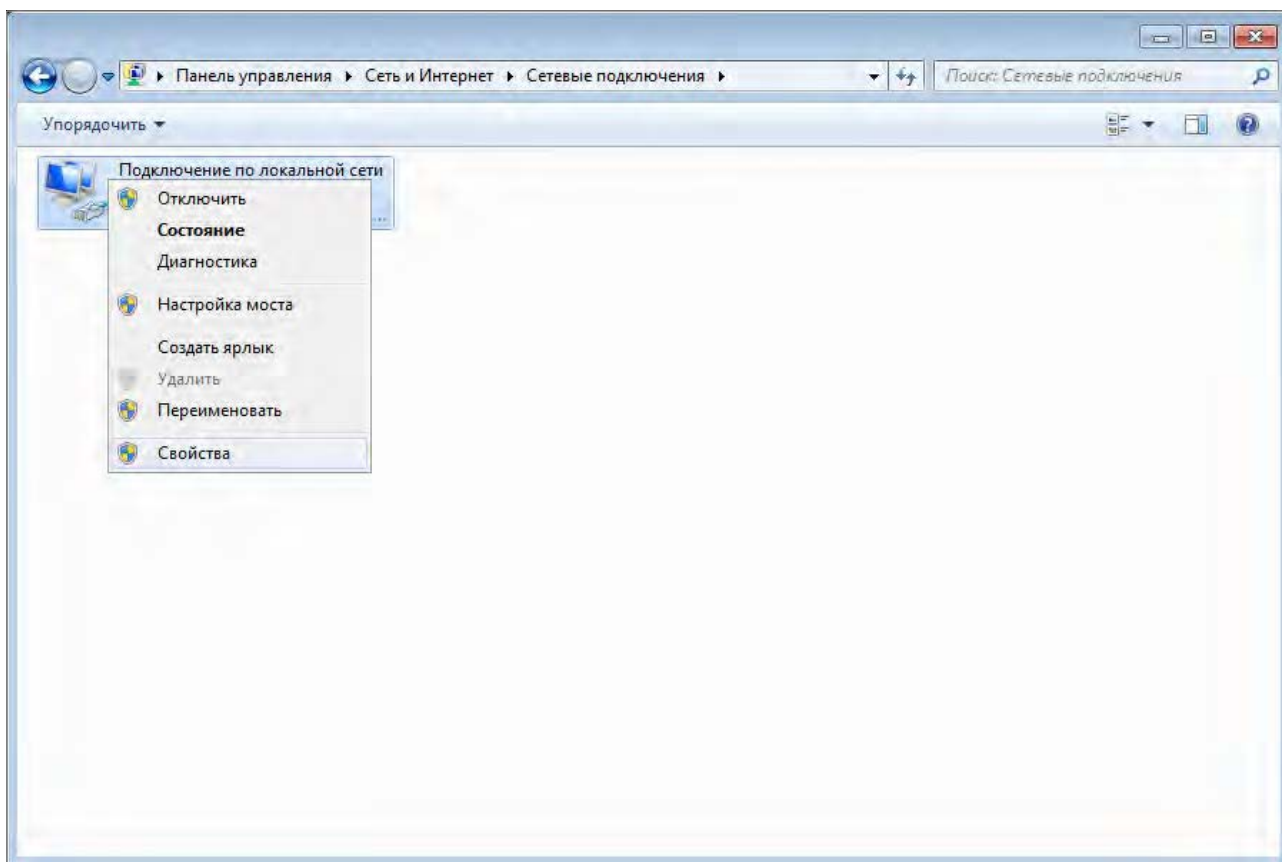 Панель управления Сеть и Интернет Сетевые подключения Поиск: Сетевые подключения
Упорядочить
Подключение по локальной сети
Отключить
Состояние
Диагностика
Настройка моста
Создать ярлык
Удалить
Переименовать
Свойства